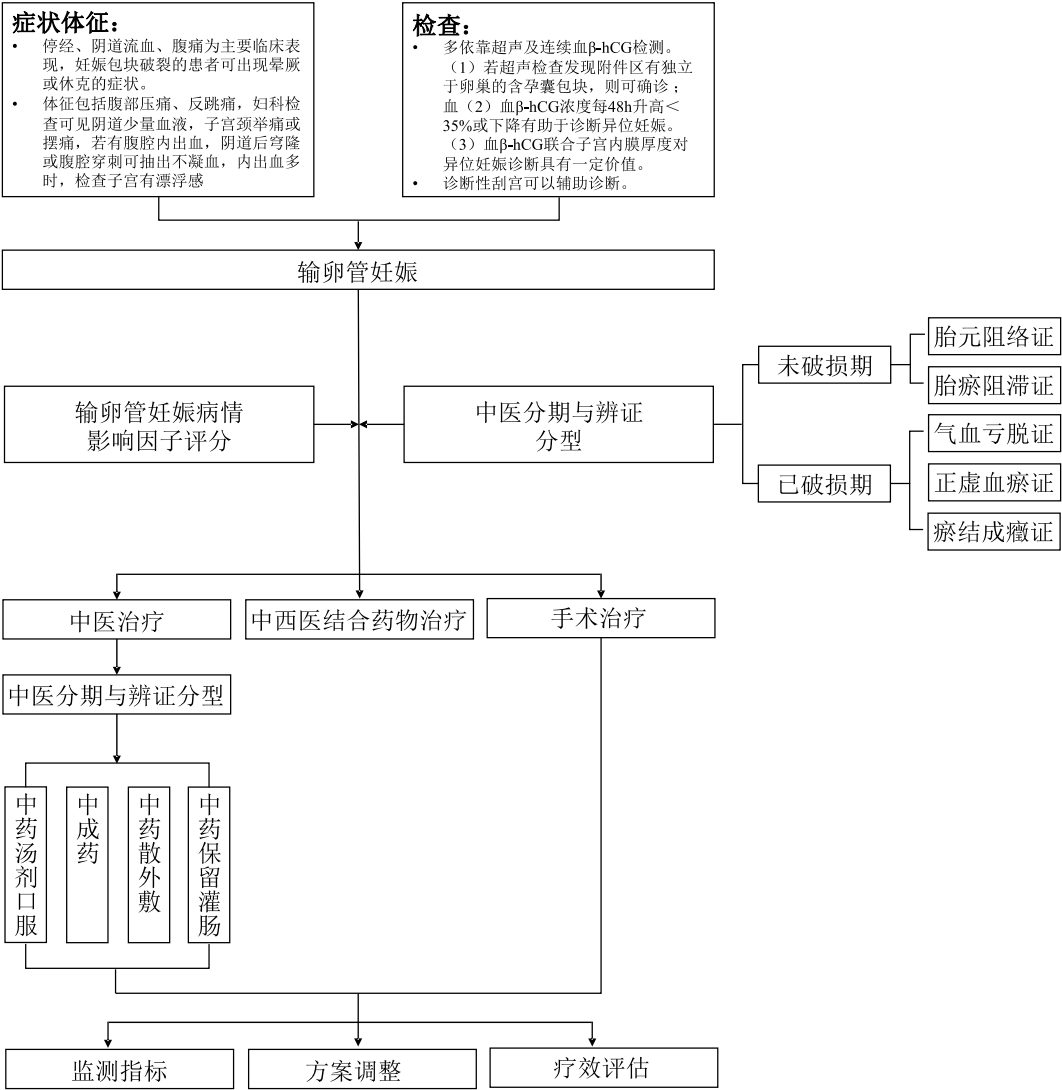 症状体征：
• 停经、阴道流血、腹痛为主要临床表
现，妊娠包块破裂的患者可出现晕厥
或休克的症状。
• 体征包括腹部压痛、反跳痛，妇科检
查可见阴道少量血液，子宫颈举痛或
摆痛，若有腹腔内出血，阴道后穹隆
或腹腔穿刺可抽出不凝血，内出血多
时，检查子宫有漂浮感
检查：
• 多依靠超声及连续血β-hCG检测。
（1）若超声检查发现附件区有独立
于卵巢的含孕囊包块，则可确诊；
血（2）血β-hCG浓度每48h升高＜
35%或下降有助于诊断异位妊娠。
（3）血β-hCG联合子宫内膜厚度对
异位妊娠诊断具有一定价值。
• 诊断性刮宫可以辅助诊断。
输卵管妊娠
输卵管妊娠病情
影响因子评分
中医分期与辨证
分型
未破损期
胎元阻络证
胎瘀阻滞证
已破损期
气血亏脱证
正虚血瘀证
瘀结成癥证
中医治疗
中西医结合药物治疗
手术治疗
中医分期与辨证分型
中药汤剂口服
中成药
中药散外敷
中药保留灌肠
监测指标
方案调整
疗效评估